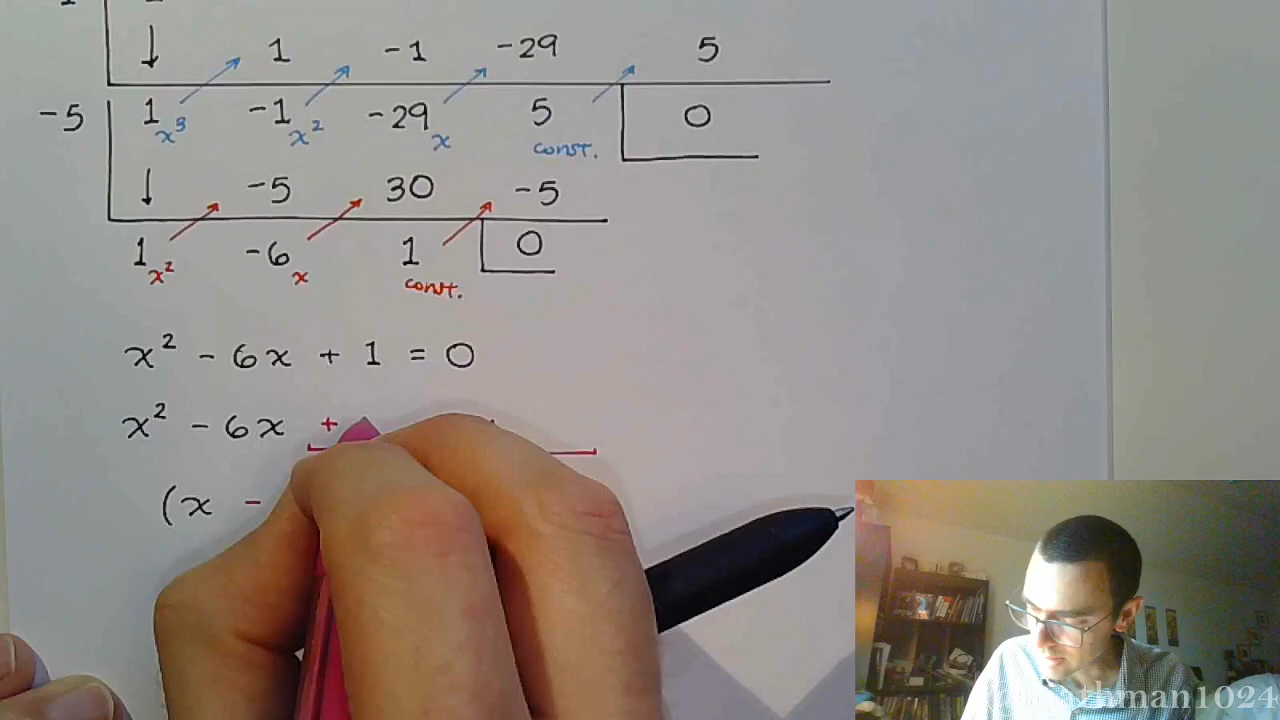 1 -1 -29 5
-5 1 x³ -1 x² -29 x 5 const. 0
-5 30 -5
1 x² -6 x 1 const. 0
x² - 6x + 1 = 0
x² - 6x +
(x -